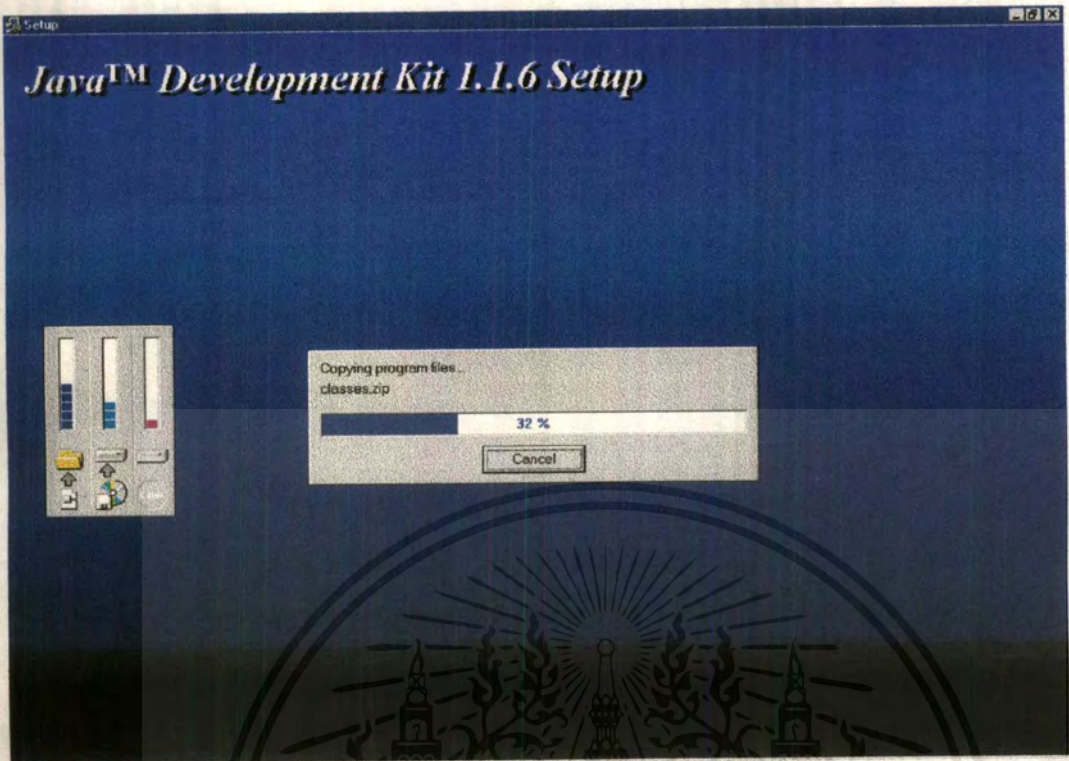 Setup
Java™ Development Kit 1.1.6 Setup
Copying program files...
classes.zip
32 %
Cancel